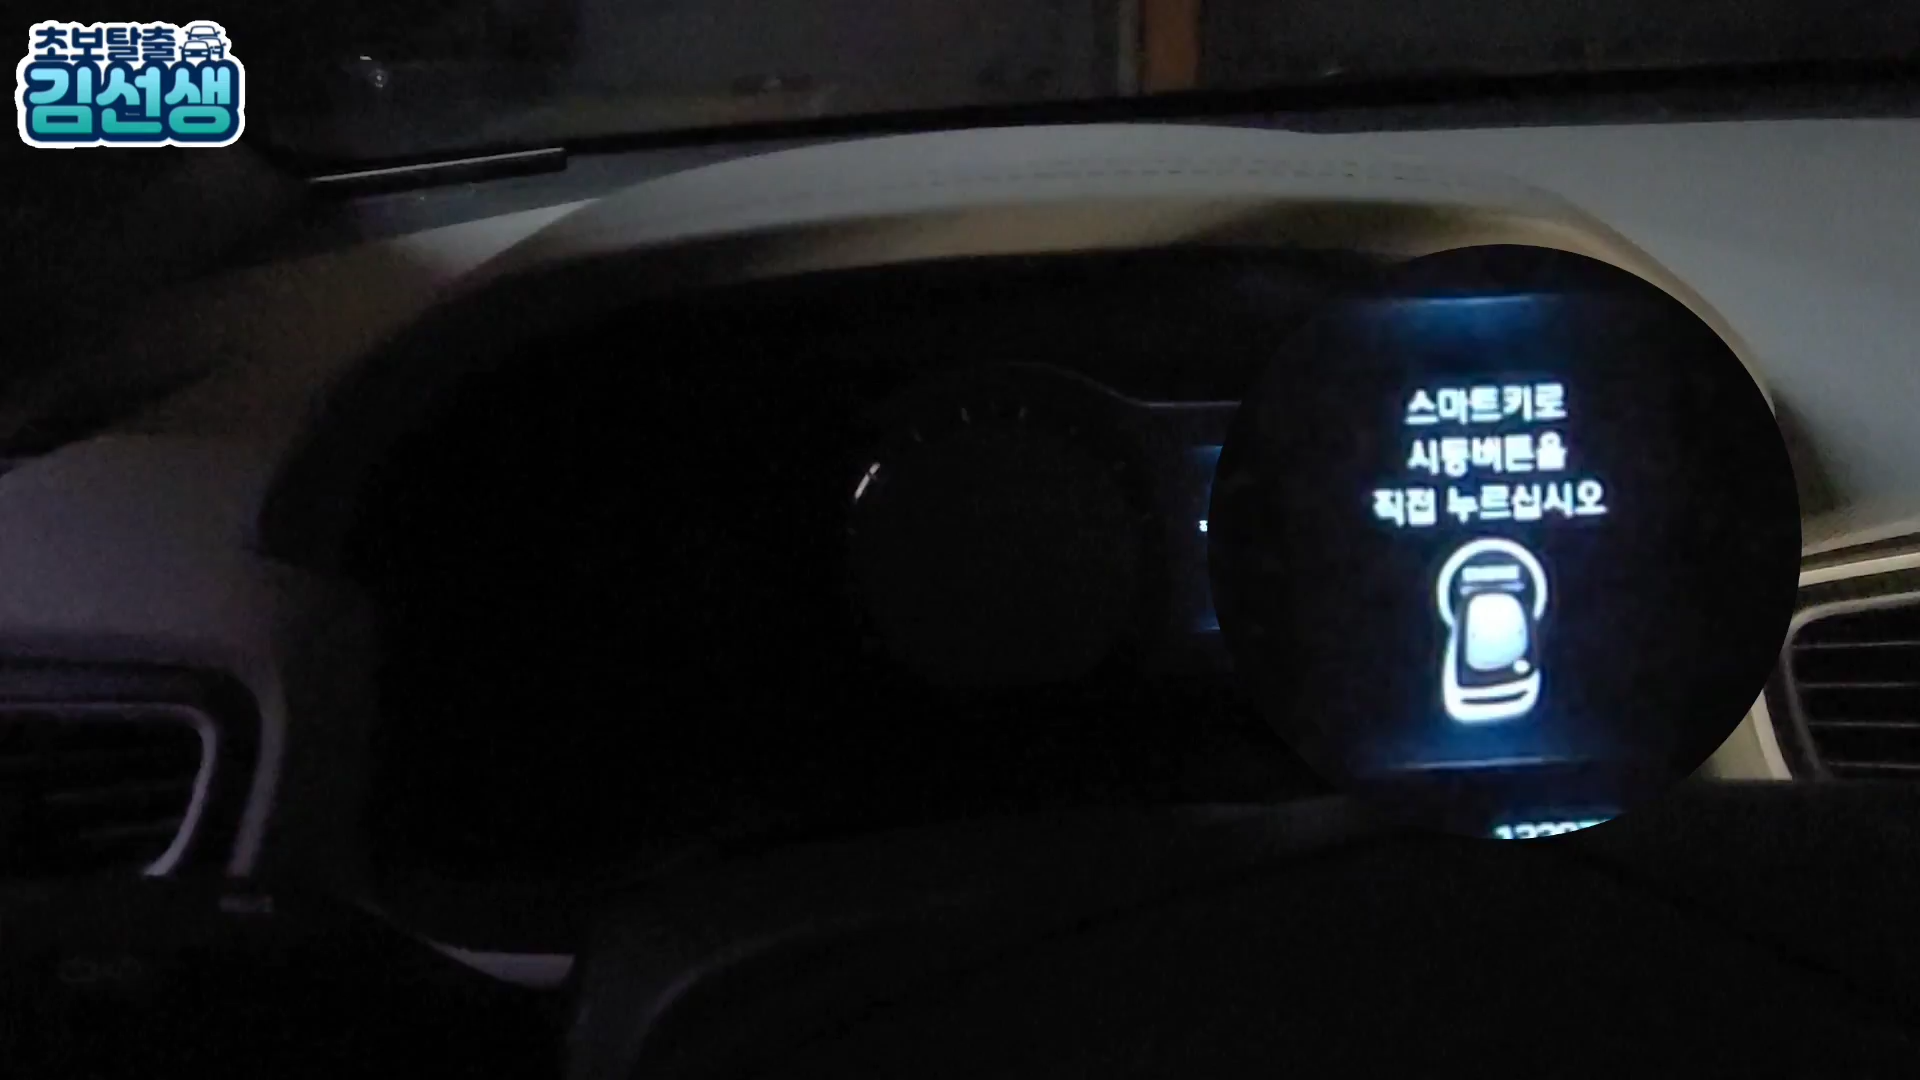 초보탈출
김선생
스마트키로
시동버튼을
직접 누르십시오